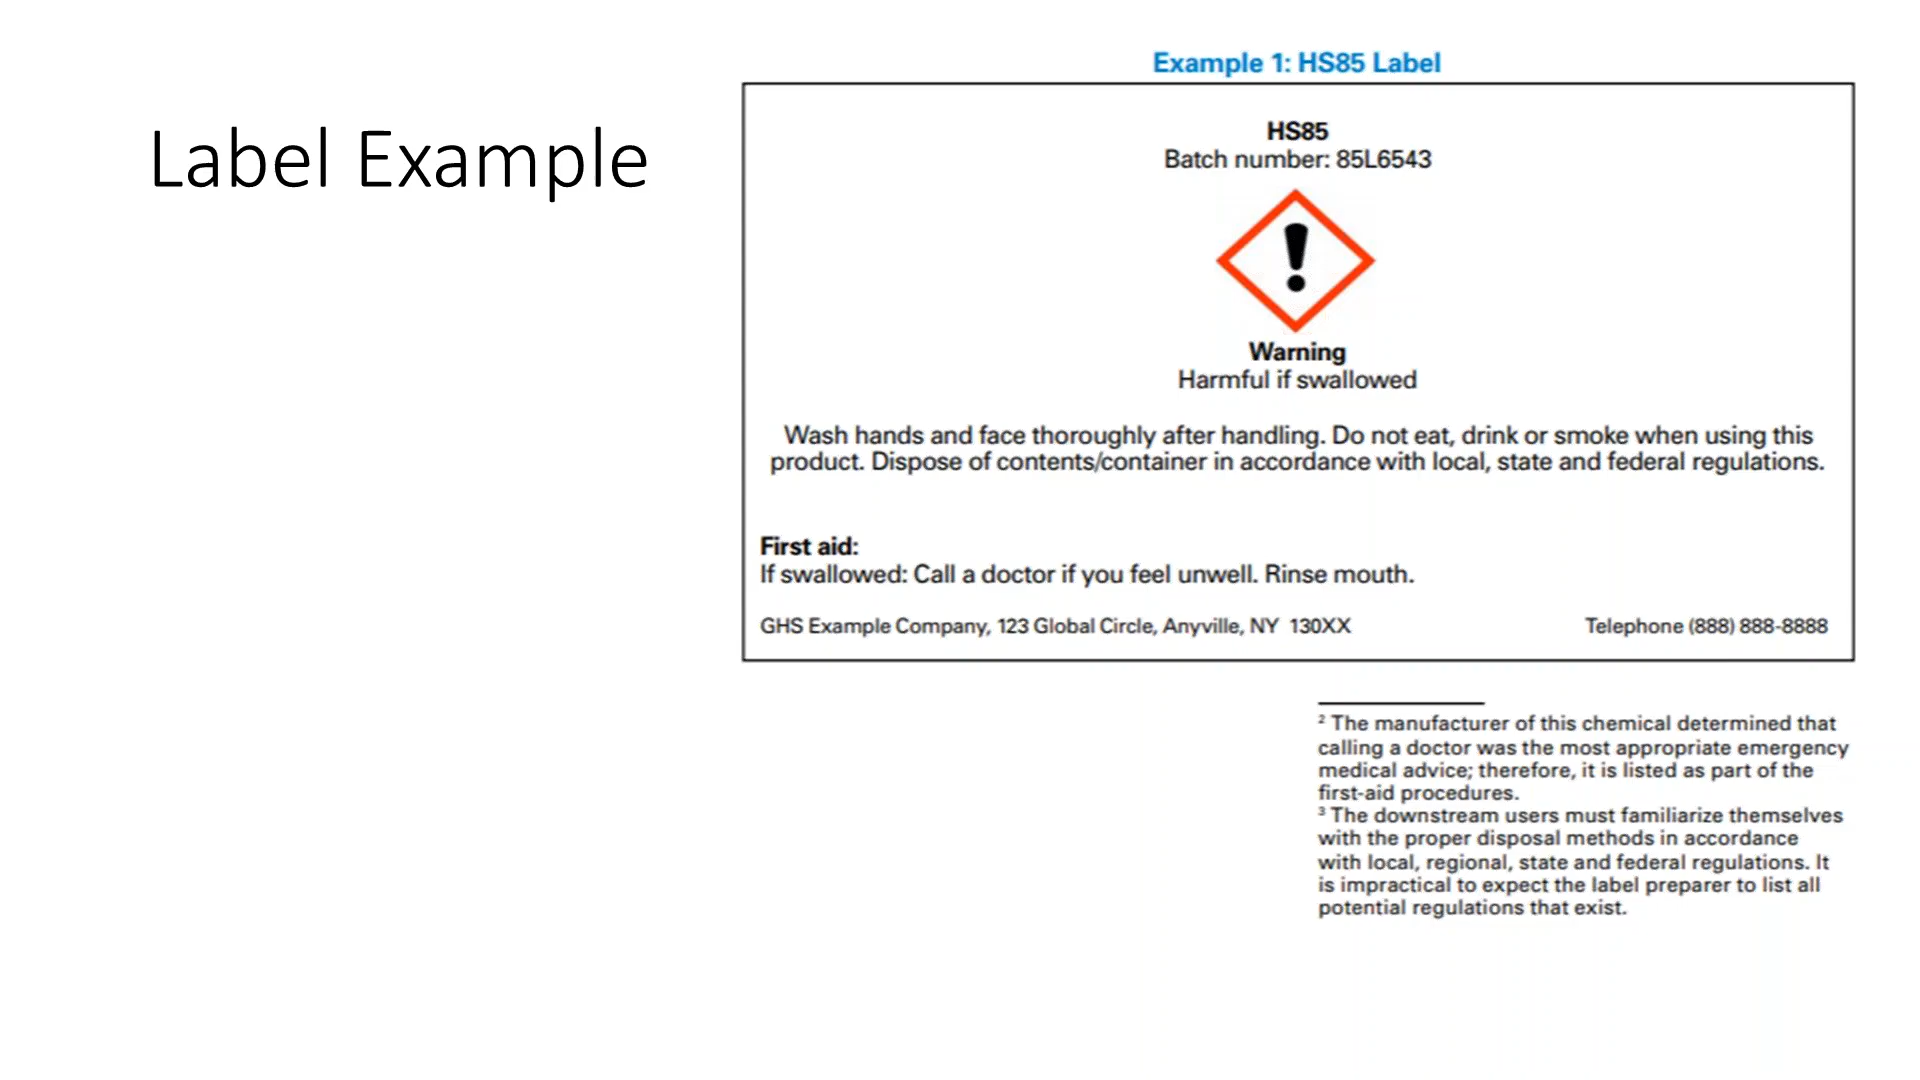 Label Example
Example 1: HS85 Label
HS85
Batch number: 85L6543
Warning
Harmful if swallowed
Wash hands and face thoroughly after handling. Do not eat, drink or smoke when using this
product. Dispose of contents/container in accordance with local, state and federal regulations.
First aid:
If swallowed: Call a doctor if you feel unwell. Rinse mouth.
GHS Example Company, 123 Global Circle, Anyville, NY 130XX
Telephone (888) 888-8888
² The manufacturer of this chemical determined that
calling a doctor was the most appropriate emergency
medical advice; therefore, it is listed as part of the
first-aid procedures.
³ The downstream users must familiarize themselves
with the proper disposal methods in accordance
with local, regional, state and federal regulations. It
is impractical to expect the label preparer to list all
potential regulations that exist.